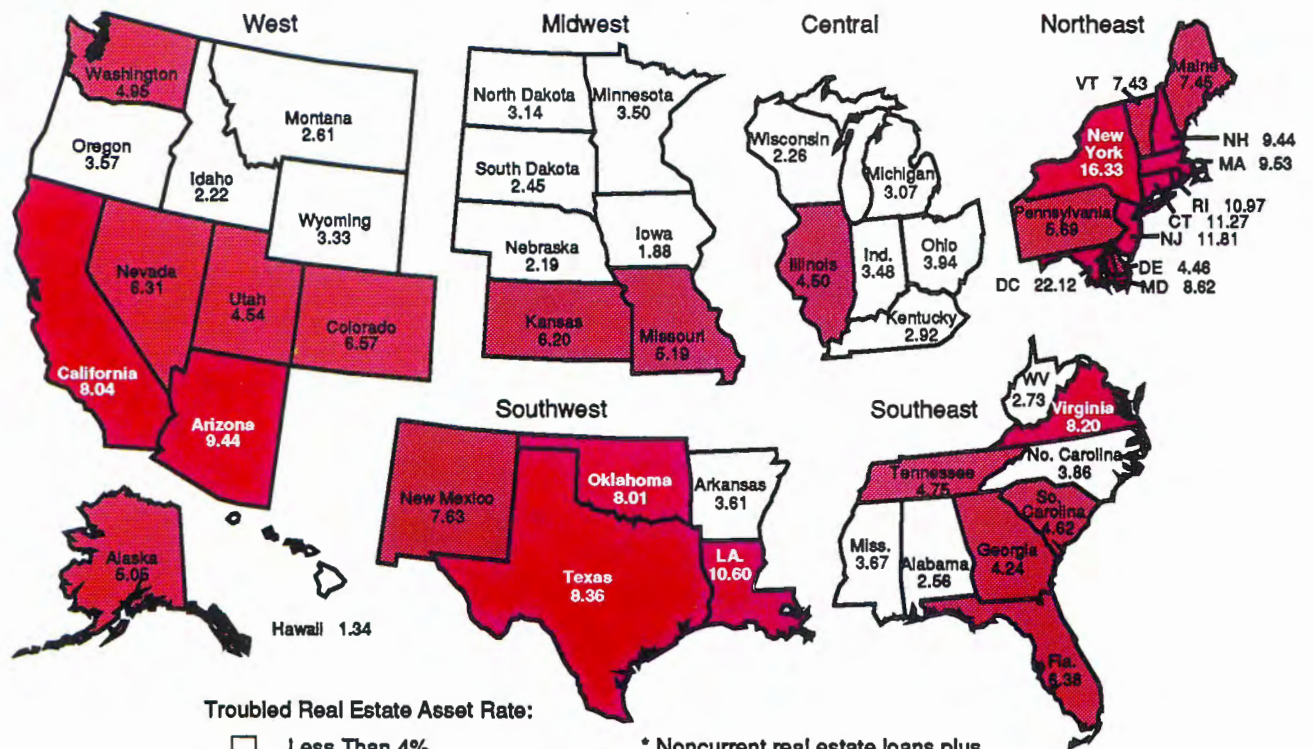 West
Washington
4.95
Oregon
3.57
Idaho
2.22
Montana
2.61
Wyoming
3.33
Nevada
6.31
Utah
4.54
Colorado
6.57
California
8.04
Arizona
9.44
Alaska
5.05
Hawaii 1.34
Midwest
North Dakota
3.14
Minnesota
3.50
South Dakota
2.45
Nebraska
2.19
Iowa
1.88
Kansas
6.20
Missouri
5.19
Central
Wisconsin
2.26
Michigan
3.07
Illinois
4.50
Ind.
3.48
Ohio
3.94
Kentucky
2.92
Northeast
Maine
7.45
VT 7.43
New
York
16.33
NH 9.44
MA 9.53
RI 10.97
CT 11.27
NJ 11.81
Pennsylvania
5.69
DE 4.46
MD 8.62
DC 22.12
Southwest
New Mexico
7.63
Oklahoma
8.01
Arkansas
3.61
Texas
8.36
LA.
10.60
Southeast
WV
2.73
Virginia
8.20
No. Carolina
3.86
Tennessee
4.75
So.
Carolina
4.62
Miss.
3.67
Alabama
2.56
Georgia
4.24
Fla.
Troubled Real Estate Asset Rate:
Less Than 4%
* Noncurrent real estate loans plus